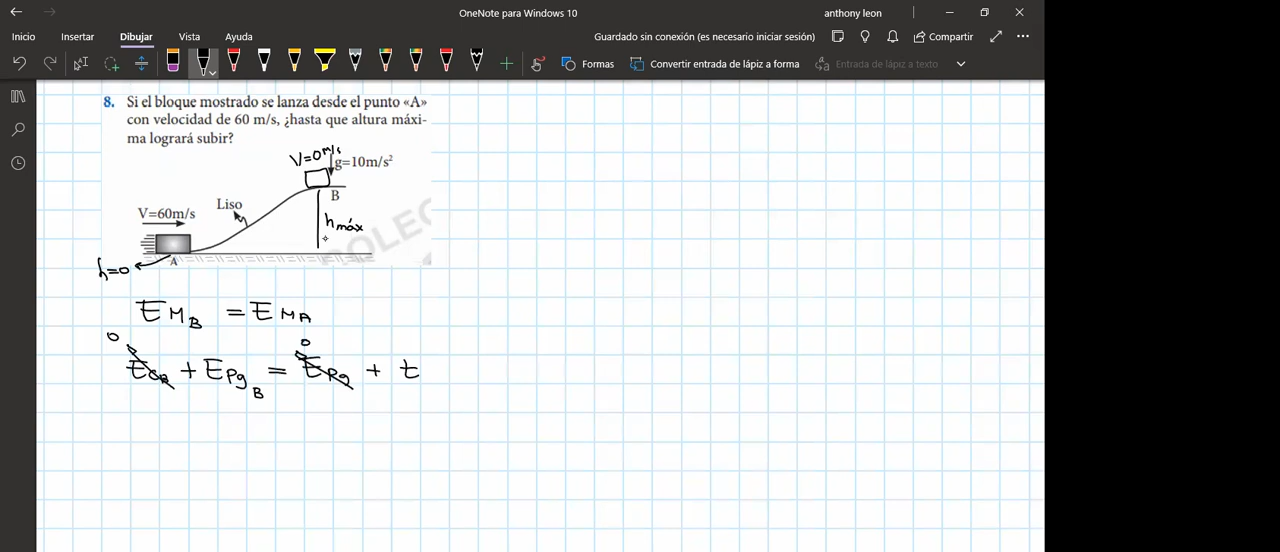 OneNote para Windows 10
anthony leon
Inicio Insertar Dibujar Vista Ayuda
Guardado sin conexión (es necesario iniciar sesión) Compartir
Formas Convertir entrada de lápiz a forma Entrada de lápiz a texto
8. Si el bloque mostrado se lanza desde el punto «A»
con velocidad de 60 m/s, ¿hasta que altura máxi-
ma logrará subir?
V=0m/s
g=10m/s²
B
Liso
V=60m/s
h máx
A
h=0
EMB = EMA
0 0
ECB + EPgB = EPg + E